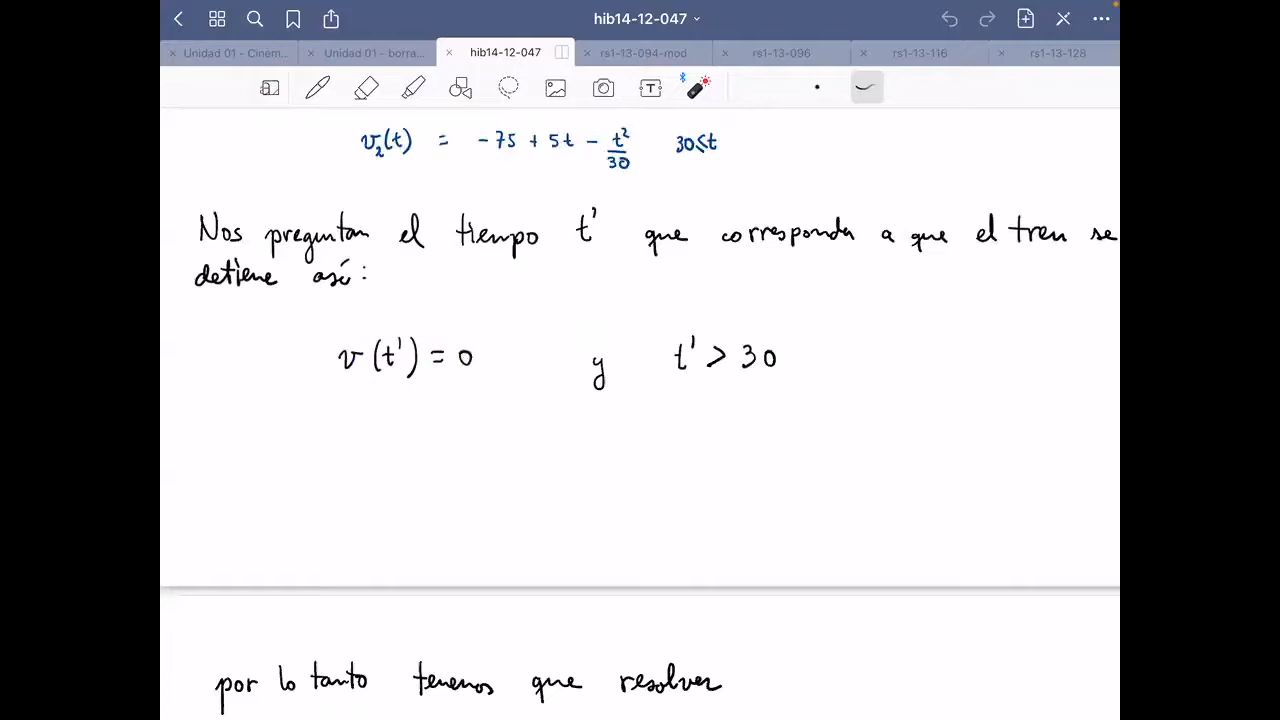 hib14-12-047
Unidad 01 - Cinem...
Unidad 01 - borra...
hib14-12-047
rs1-13-094-mod
rs1-13-096
rs1-13-116
rs1-13-128
T
v₂(t) = -75 + 5t - t²/30 30≤t
Nos preguntan el tiempo t' que corresponda a que el tren se
detiene así:
v(t') = 0 y t' > 30
por lo tanto tenemos que resolver